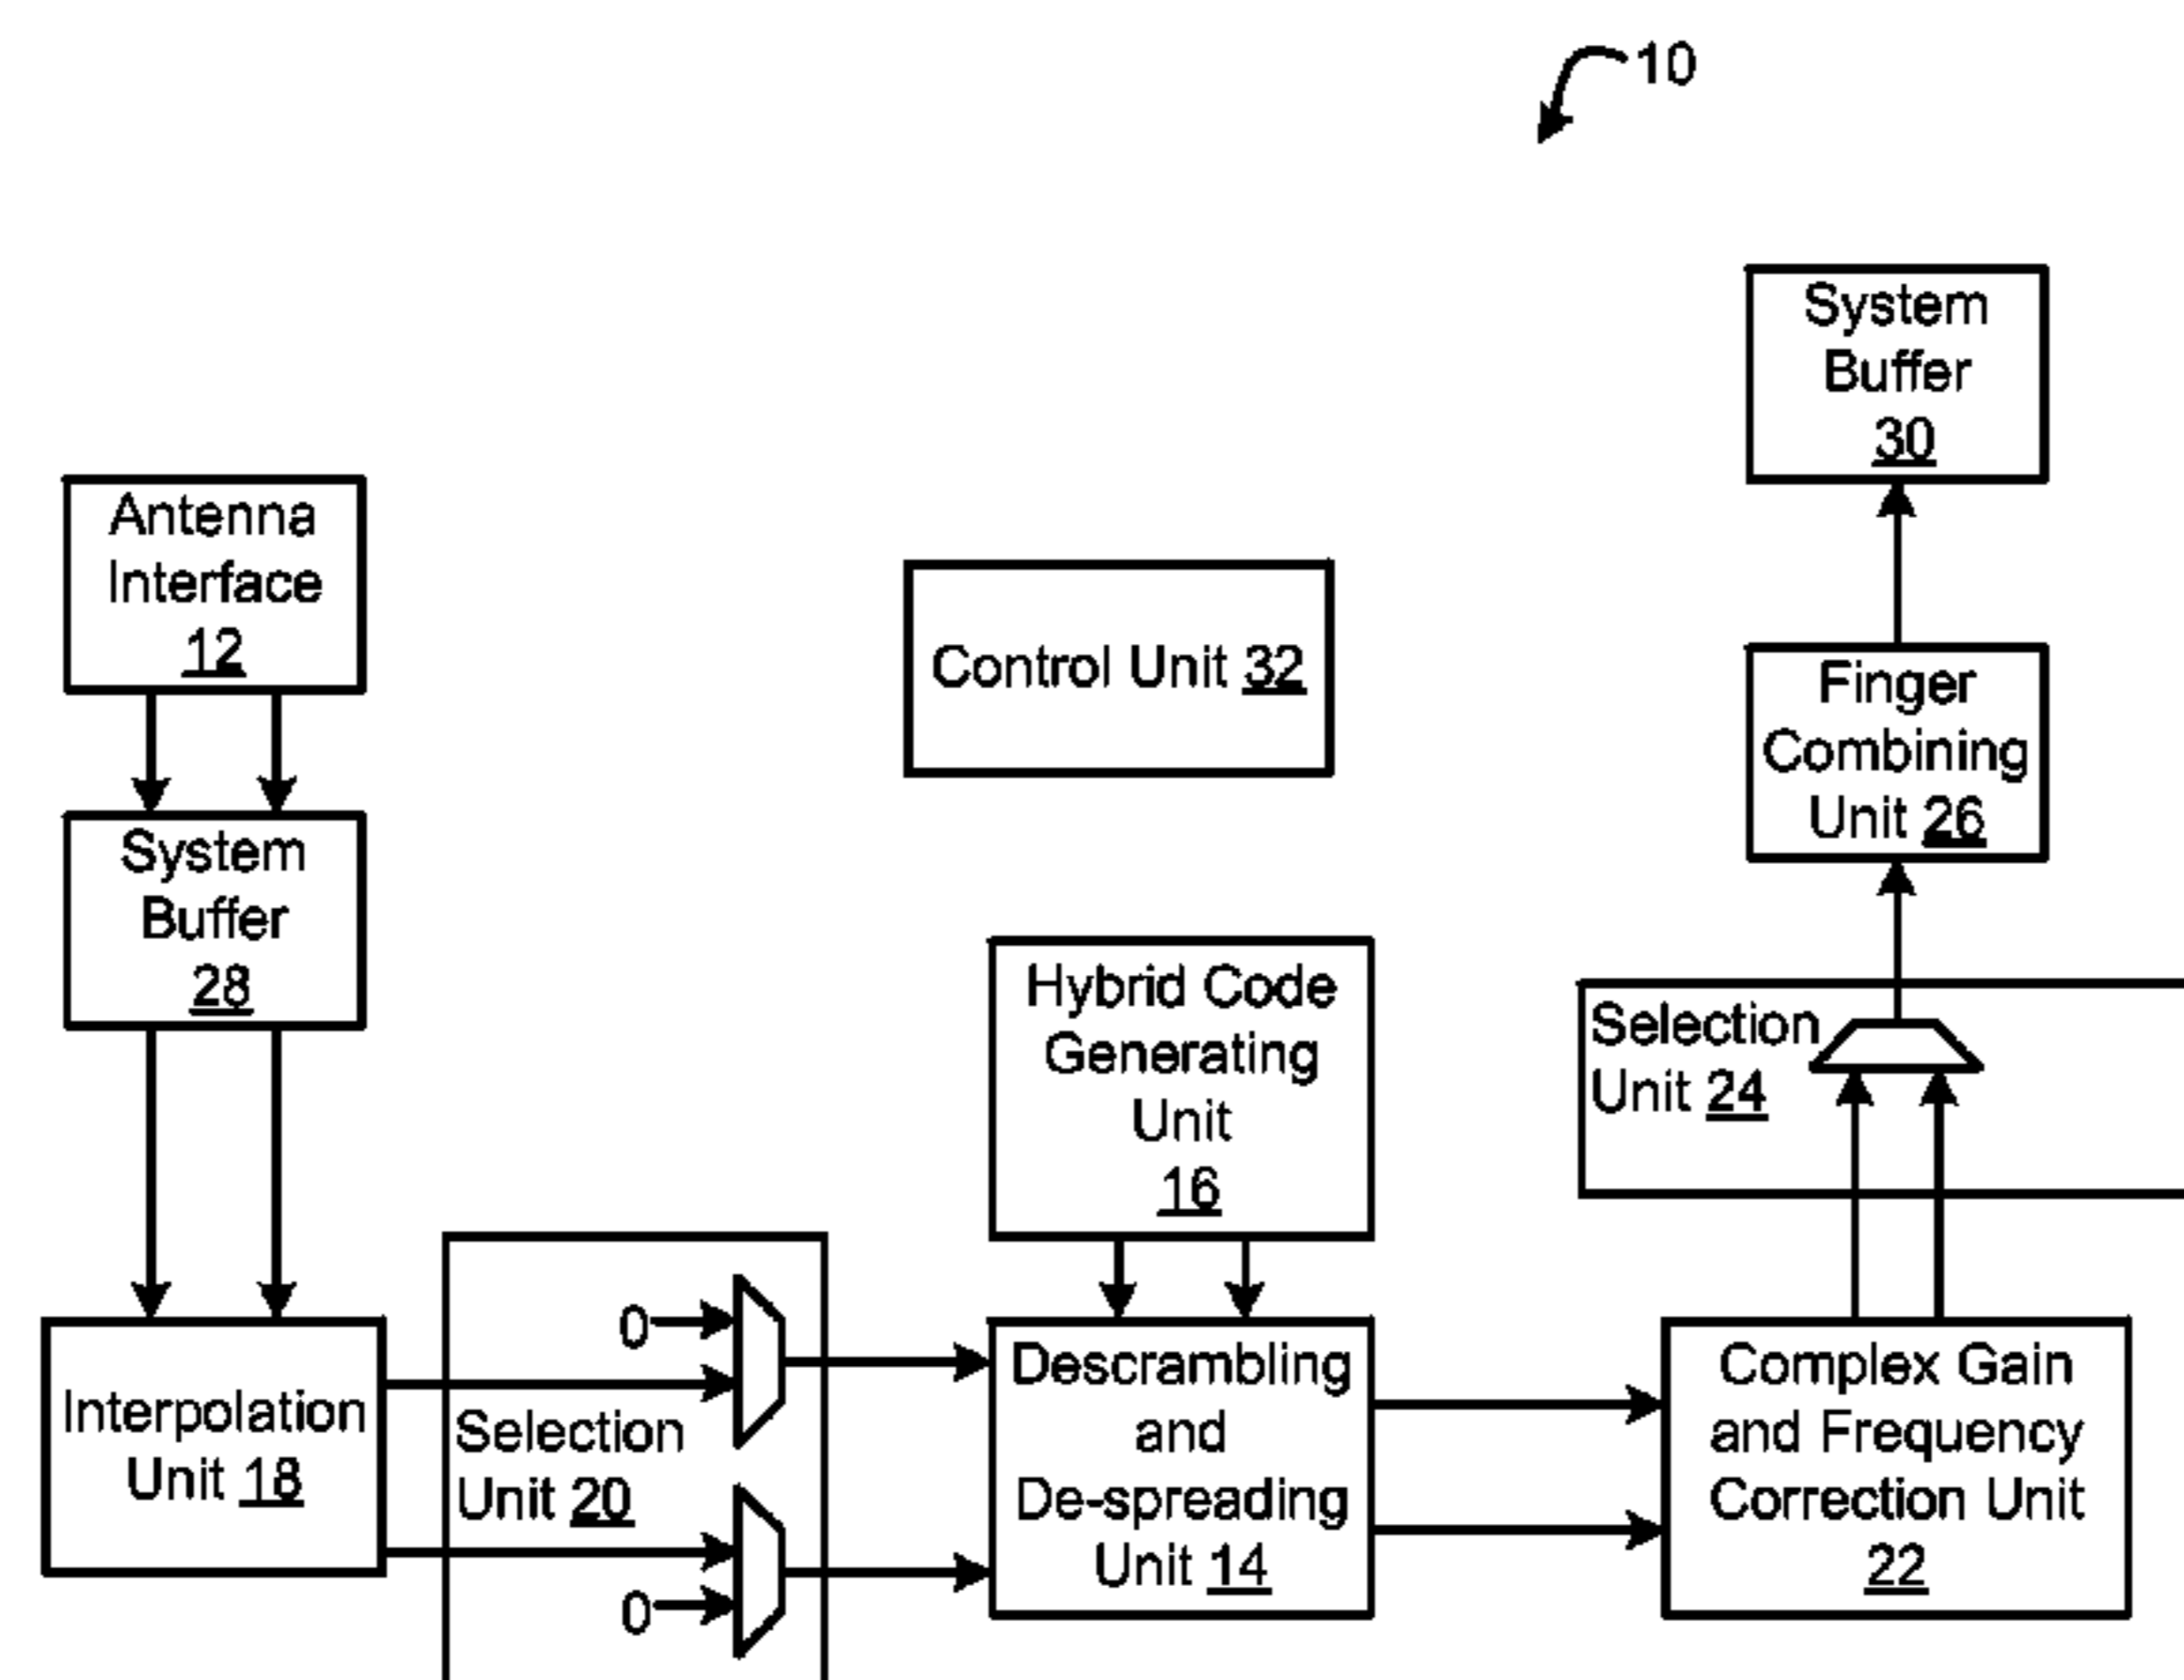 10
System
Buffer
30
Antenna
Interface
12
Control Unit 32
Finger
Combining
Unit 26
System
Buffer
28
Hybrid Code
Generating
Unit
16
Selection
Unit 24
0
Interpolation
Unit 18
Selection
Unit 20
0
Descrambling
and
De-spreading
Unit 14
Complex Gain
and Frequency
Correction Unit
22